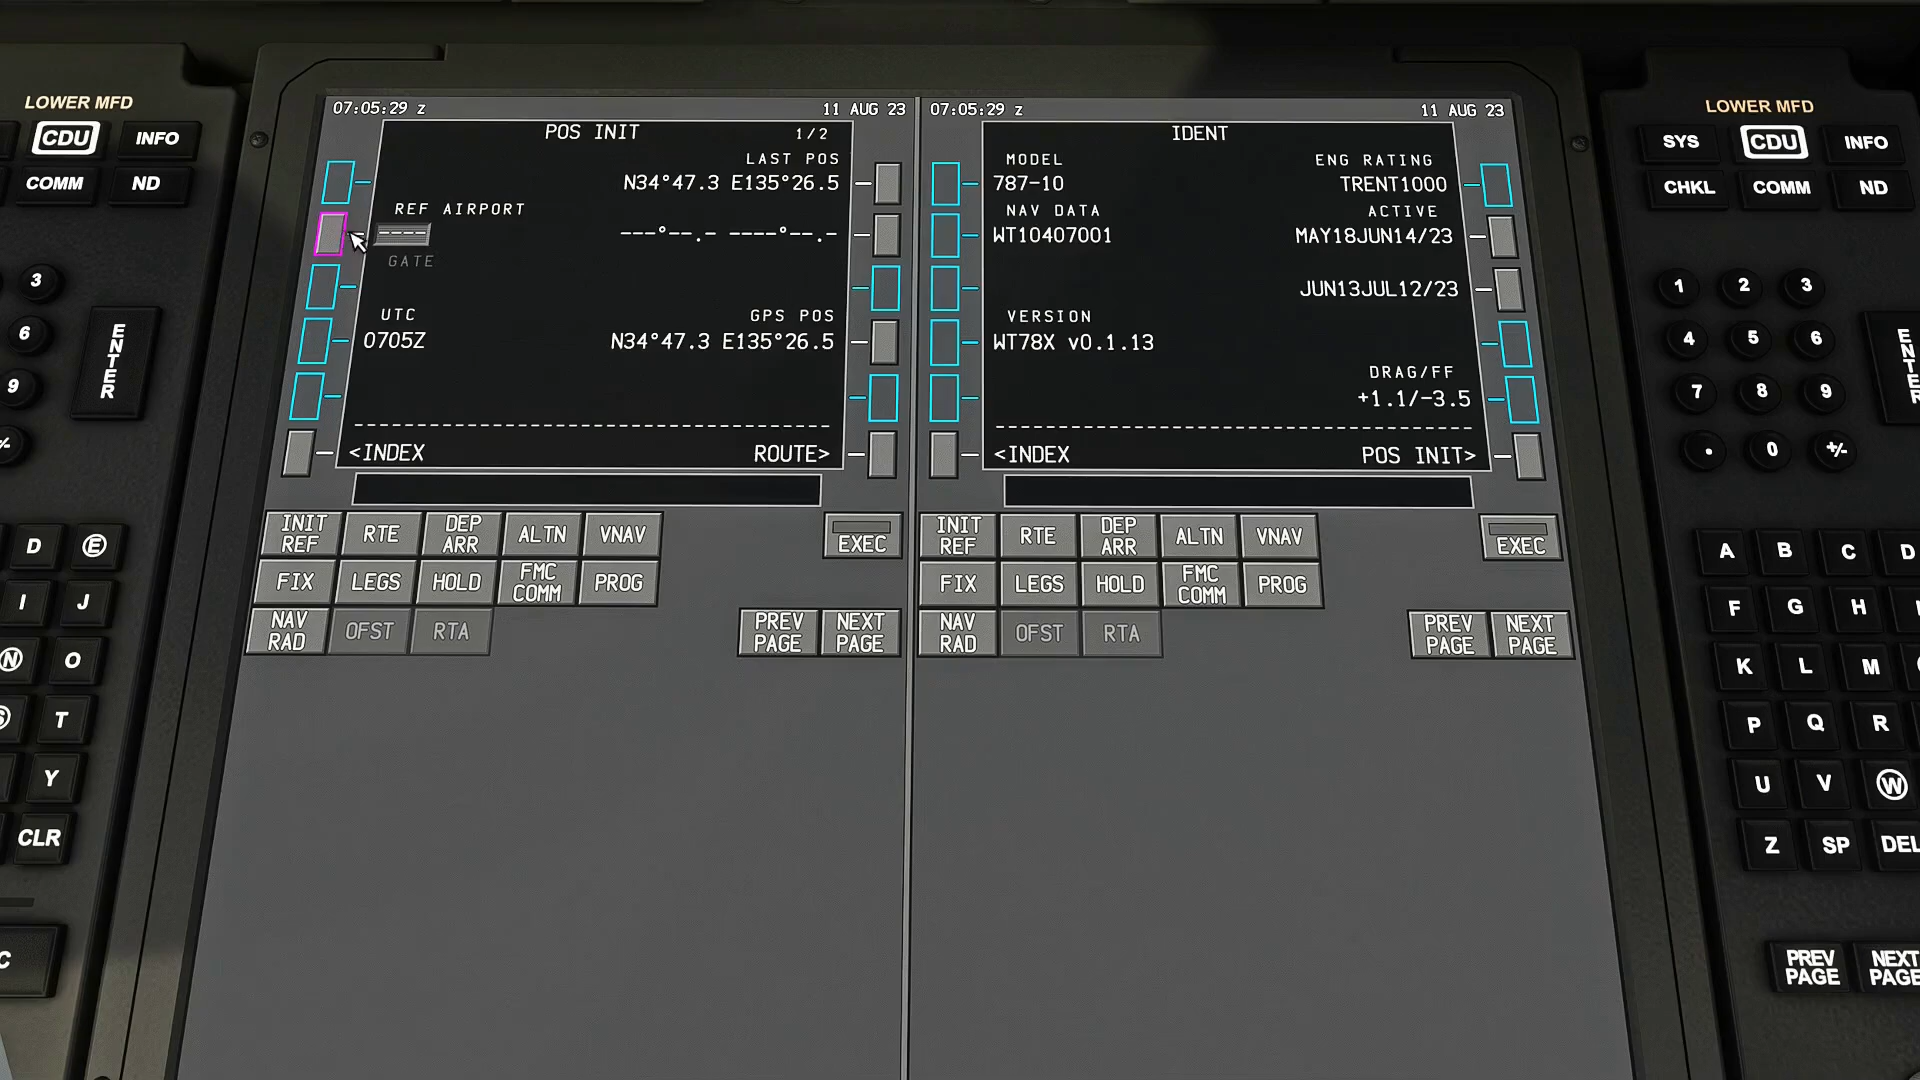 LOWER MFD
CDU
INFO
COMM
ND
3
6
9
ENTER
D
E
I
J
N
O
S
T
Y
CLR
C
07:05:29 z
11 AUG 23
POS INIT
1/2
LAST POS
N34°47.3 E135°26.5
REF AIRPORT
-----
---°--.- ----°--.-
GATE
UTC
GPS POS
0705Z
N34°47.3 E135°26.5
<INDEX
ROUTE>
INIT REF
RTE
DEP ARR
ALTN
VNAV
EXEC
FIX
LEGS
HOLD
FMC COMM
PROG
NAV RAD
OFST
RTA
PREV PAGE
NEXT PAGE
07:05:29 z
11 AUG 23
IDENT
MODEL
ENG RATING
787-10
TRENT1000
NAV DATA
ACTIVE
WT10407001
MAY18JUN14/23
JUN13JUL12/23
VERSION
WT78X v0.1.13
DRAG/FF
+1.1/-3.5
<INDEX
POS INIT>
INIT REF
RTE
DEP ARR
ALTN
VNAV
EXEC
FIX
LEGS
HOLD
FMC COMM
PROG
NAV RAD
OFST
RTA
PREV PAGE
NEXT PAGE
LOWER MFD
SYS
CDU
INFO
CHKL
COMM
ND
1
2
3
4
5
6
7
8
9
.
0
+/-
ENTER
A
B
C
D
F
G
H
K
L
M
P
Q
R
U
V
W
Z
SP
DEL
PREV PAGE
NEXT PAGE